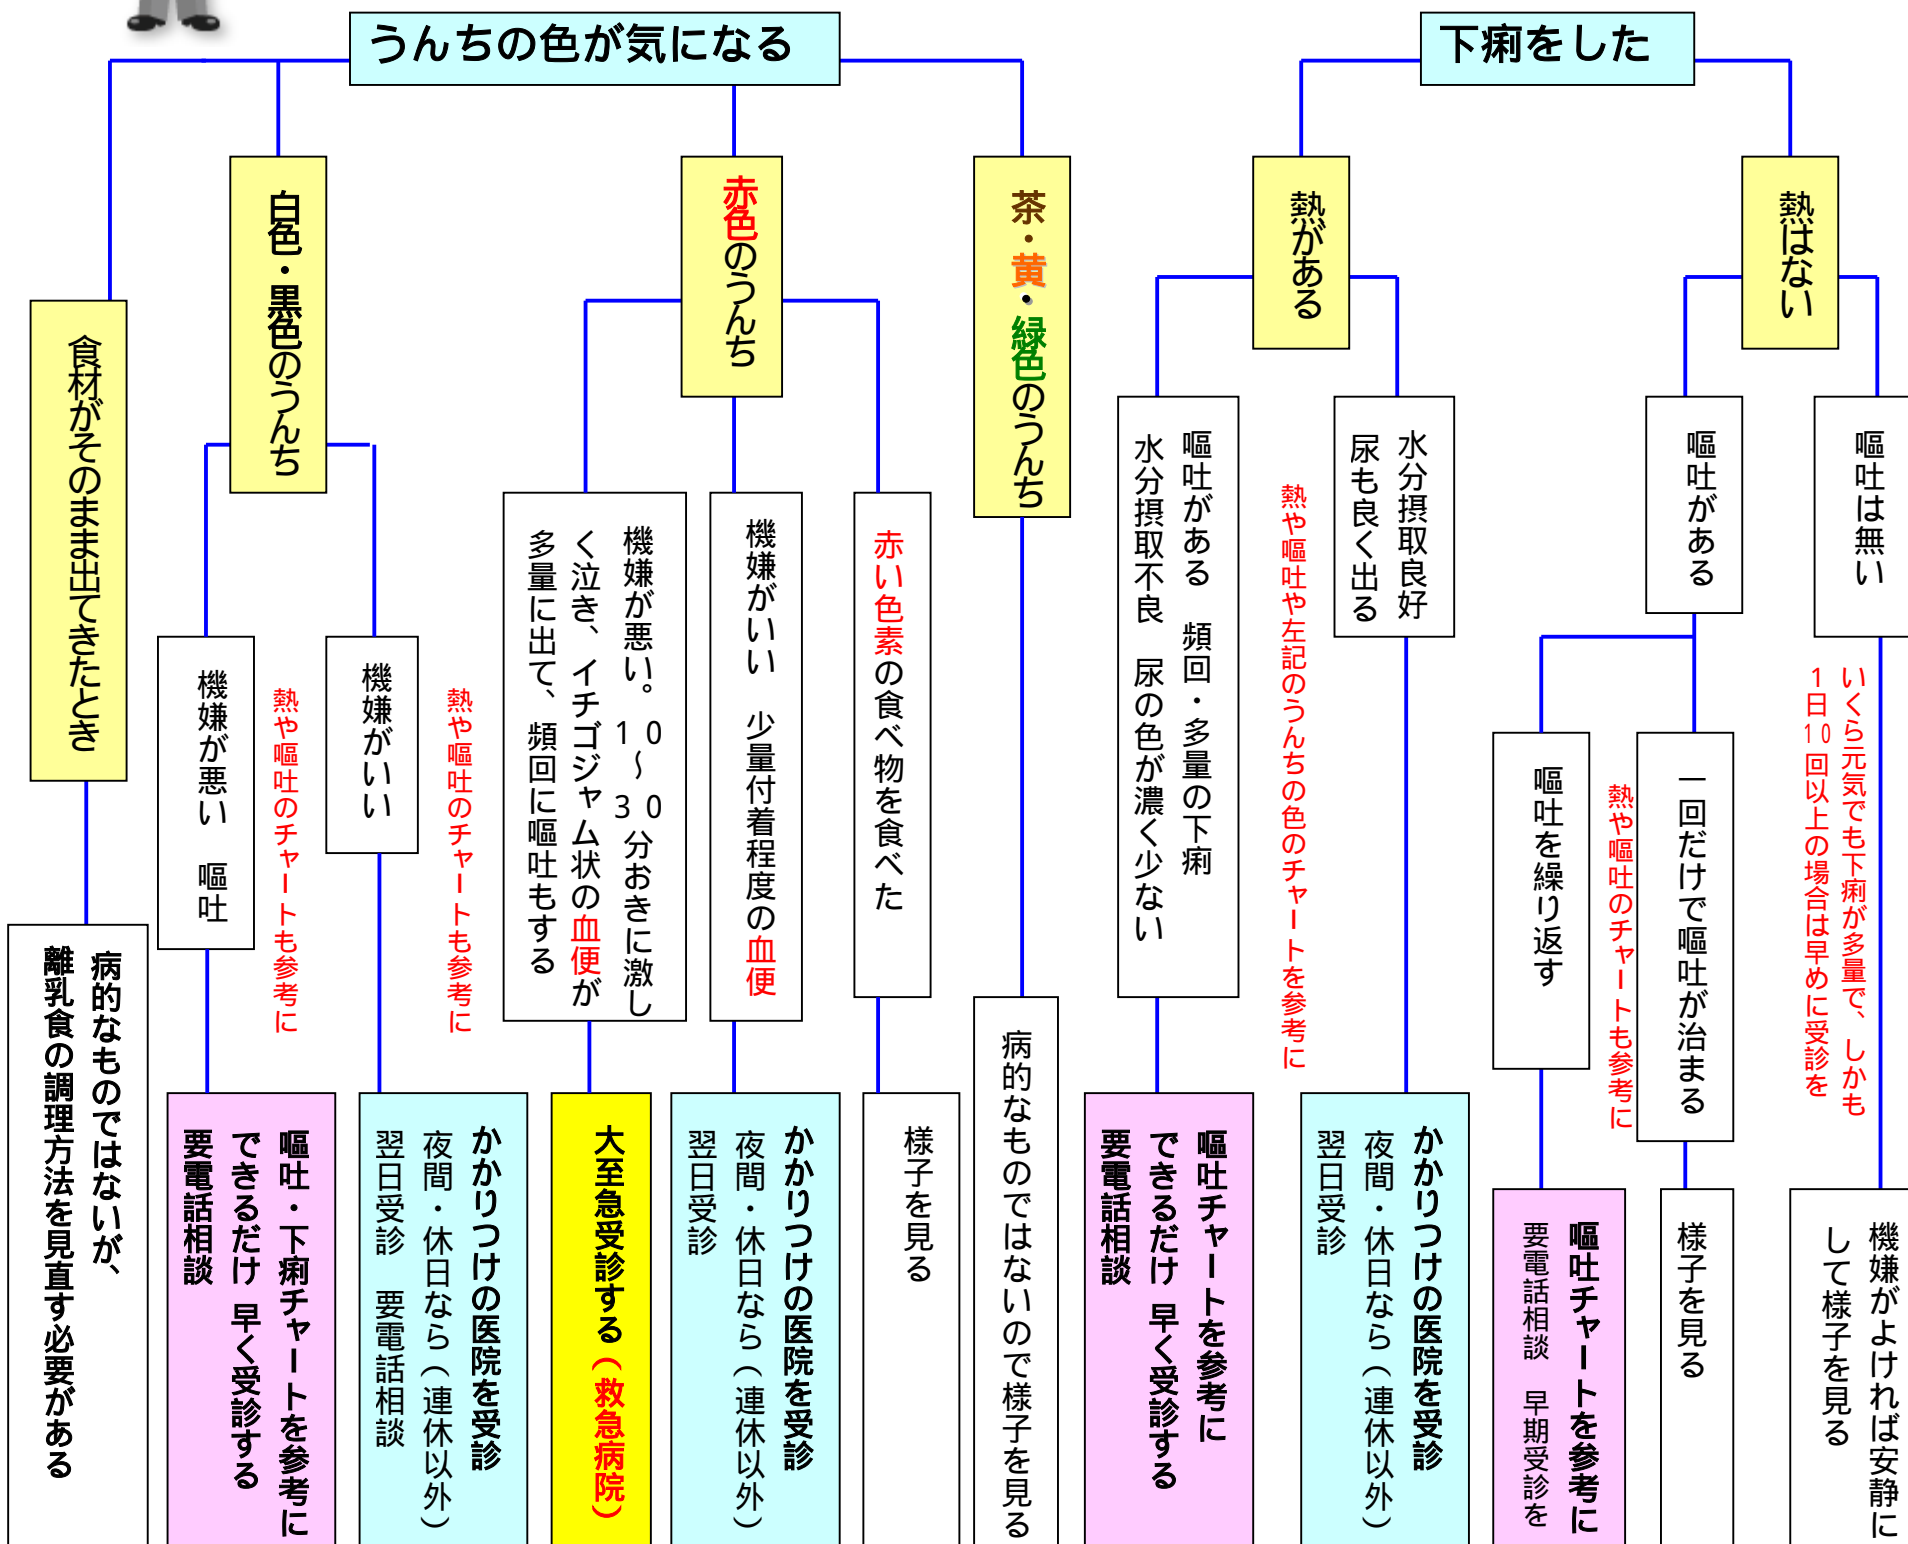 うんちの色が気になる
下痢をした
熱はない
熱がある
茶・黄・緑色のうんち
赤色のうんち
白色・黒色のうんち
食材がそのまま出てきたとき
嘔吐は無い
嘔吐がある
水分摂取良好
尿も良く出る
嘔吐がある　頻回・多量の下痢
水分摂取不良　尿の色が濃く少ない
赤い色素の食べ物を食べた
機嫌がいい　少量付着程度の血便
機嫌が悪い。10～30分おきに激し
く泣き、イチゴジャム状の血便が
多量に出て、頻回に嘔吐もする
機嫌がいい
機嫌が悪い　嘔吐
いくら元気でも下痢が多量で、しかも
1日10回以上の場合は早めに受診を
一回だけで嘔吐が治まる
熱や嘔吐のチャートも参考に
嘔吐を繰り返す
熱や嘔吐や左記のうんちの色のチャートを参考に
熱や嘔吐のチャートも参考に
熱や嘔吐のチャートも参考に
機嫌がよければ安静に
して様子を見る
様子を見る
嘔吐チャートを参考に
要電話相談　早期受診を
かかりつけの医院を受診
夜間・休日なら（連休以外）
翌日受診
嘔吐チャートを参考に
できるだけ 早く受診する
要電話相談
病的なものではないので様子を見る
様子を見る
かかりつけの医院を受診
夜間・休日なら（連休以外）
翌日受診
大至急受診する（救急病院）
かかりつけの医院を受診
夜間・休日なら（連休以外）
翌日受診　要電話相談
嘔吐・下痢チャートを参考に
できるだけ 早く受診する
要電話相談
病的なものではないが、
離乳食の調理方法を見直す必要がある